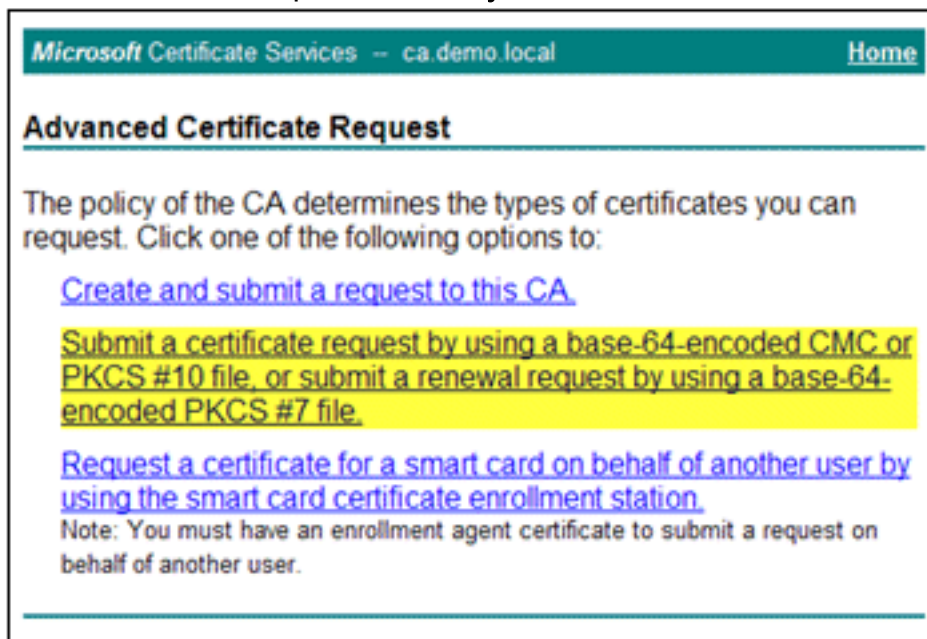 Microsoft Certificate Services -- ca.demo.local Home
Advanced Certificate Request
The policy of the CA determines the types of certificates you can
request. Click one of the following options to:
Create and submit a request to this CA.
Submit a certificate request by using a base-64-encoded CMC or
PKCS #10 file, or submit a renewal request by using a base-64-
encoded PKCS #7 file.
Request a certificate for a smart card on behalf of another user by
using the smart card certificate enrollment station.
Note: You must have an enrollment agent certificate to submit a request on
behalf of another user.